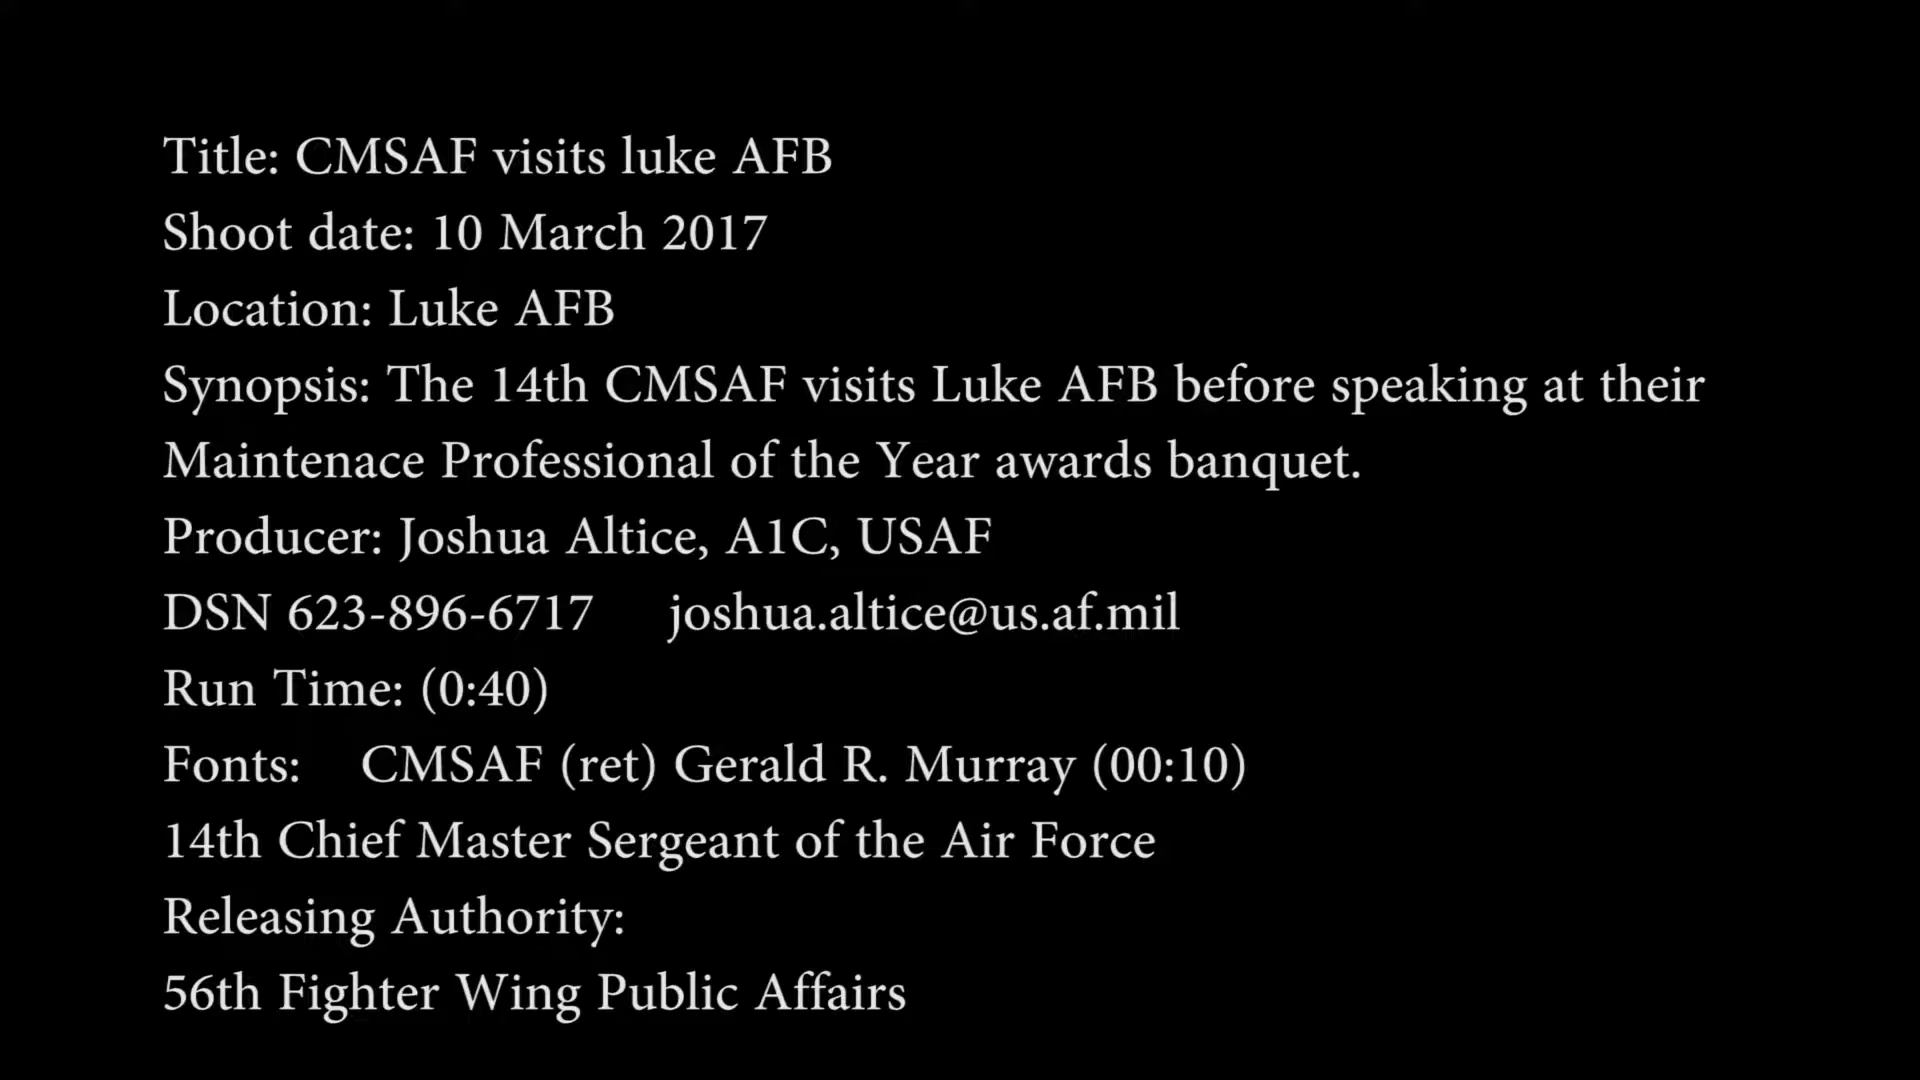 Title: CMSAF visits luke AFB
Shoot date: 10 March 2017
Location: Luke AFB
Synopsis: The 14th CMSAF visits Luke AFB before speaking at their
Maintenace Professional of the Year awards banquet.
Producer: Joshua Altice, A1C, USAF
DSN 623-896-6717 joshua.altice@us.af.mil
Run Time: (0:40)
Fonts: CMSAF (ret) Gerald R. Murray (00:10)
14th Chief Master Sergeant of the Air Force
Releasing Authority:
56th Fighter Wing Public Affairs